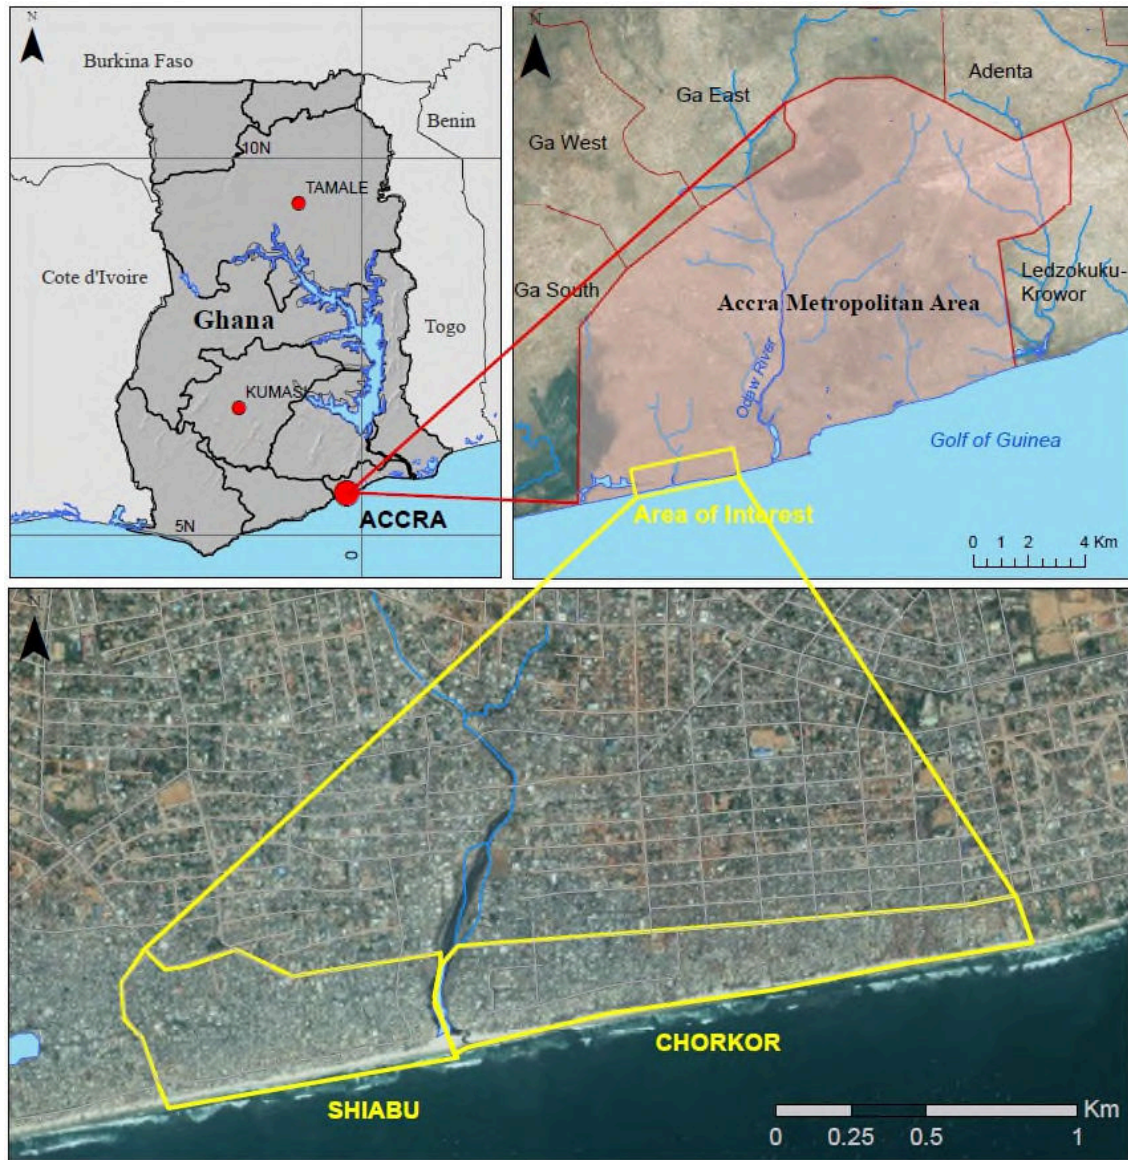 N
Burkina Faso
Benin
10N
TAMALE
Cote d'Ivoire
Ghana
Togo
KUMASI
ACCRA
5N
0
N
Adenta
Ga East
Ga West
Ledzokuku-
Krowor
Ga South
Accra Metropolitan Area
Odaw River
Golf of Guinea
Area of Interest
0 1 2 4 Km
N
CHORKOR
SHIABU
Km
0 0.25 0.5 1